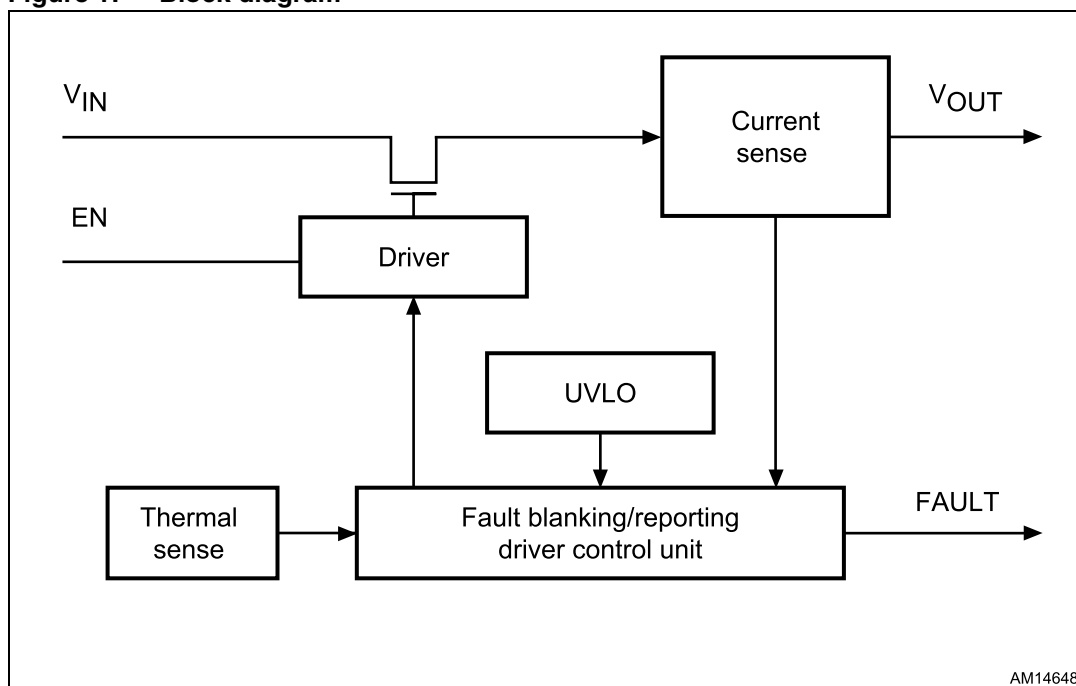 Figure 1. Block diagram
VIN
EN
Driver
Current
sense
VOUT
UVLO
Thermal
sense
Fault blanking/reporting
driver control unit
FAULT
AM14648